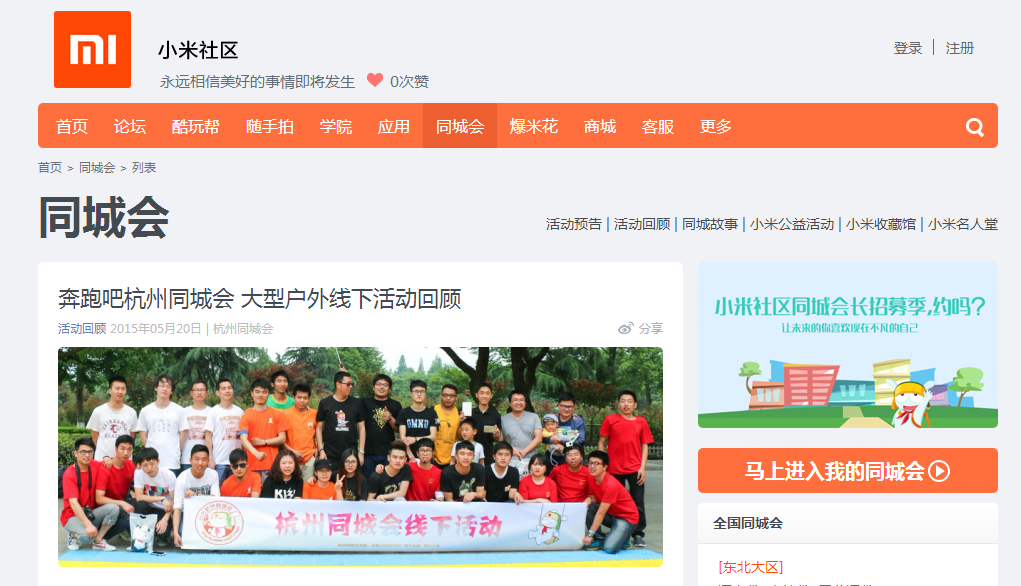 小米社区
登录 | 注册
永远相信美好的事情即将发生 0次赞
首页 论坛 酷玩帮 随手拍 学院 应用 同城会 爆米花 商城 客服 更多
首页 > 同城会 > 列表
同城会
活动预告 | 活动回顾 | 同城故事 | 小米公益活动 | 小米收藏馆 | 小米名人堂
奔跑吧杭州同城会 大型户外线下活动回顾
活动回顾 2015年05月20日 | 杭州同城会
分享
杭州同城会线下活动
小米社区同城会长招募季,约吗?
让未来的你喜欢现在不凡的自己
马上进入我的同城会
全国同城会
[东北大区]